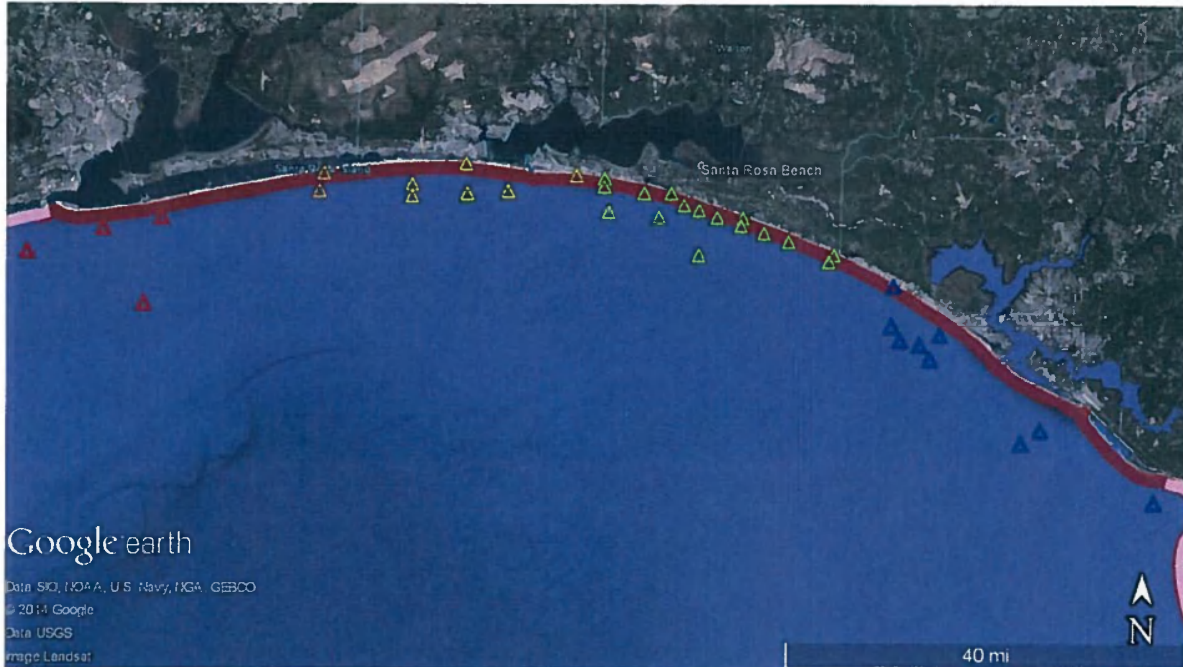 Walton
Santa Rosa Beach
Google earth
Data SIO, NOAA, U.S. Navy, NGA, GEBCO
© 2014 Google
Data USGS
Image Landsat
N
40 mi